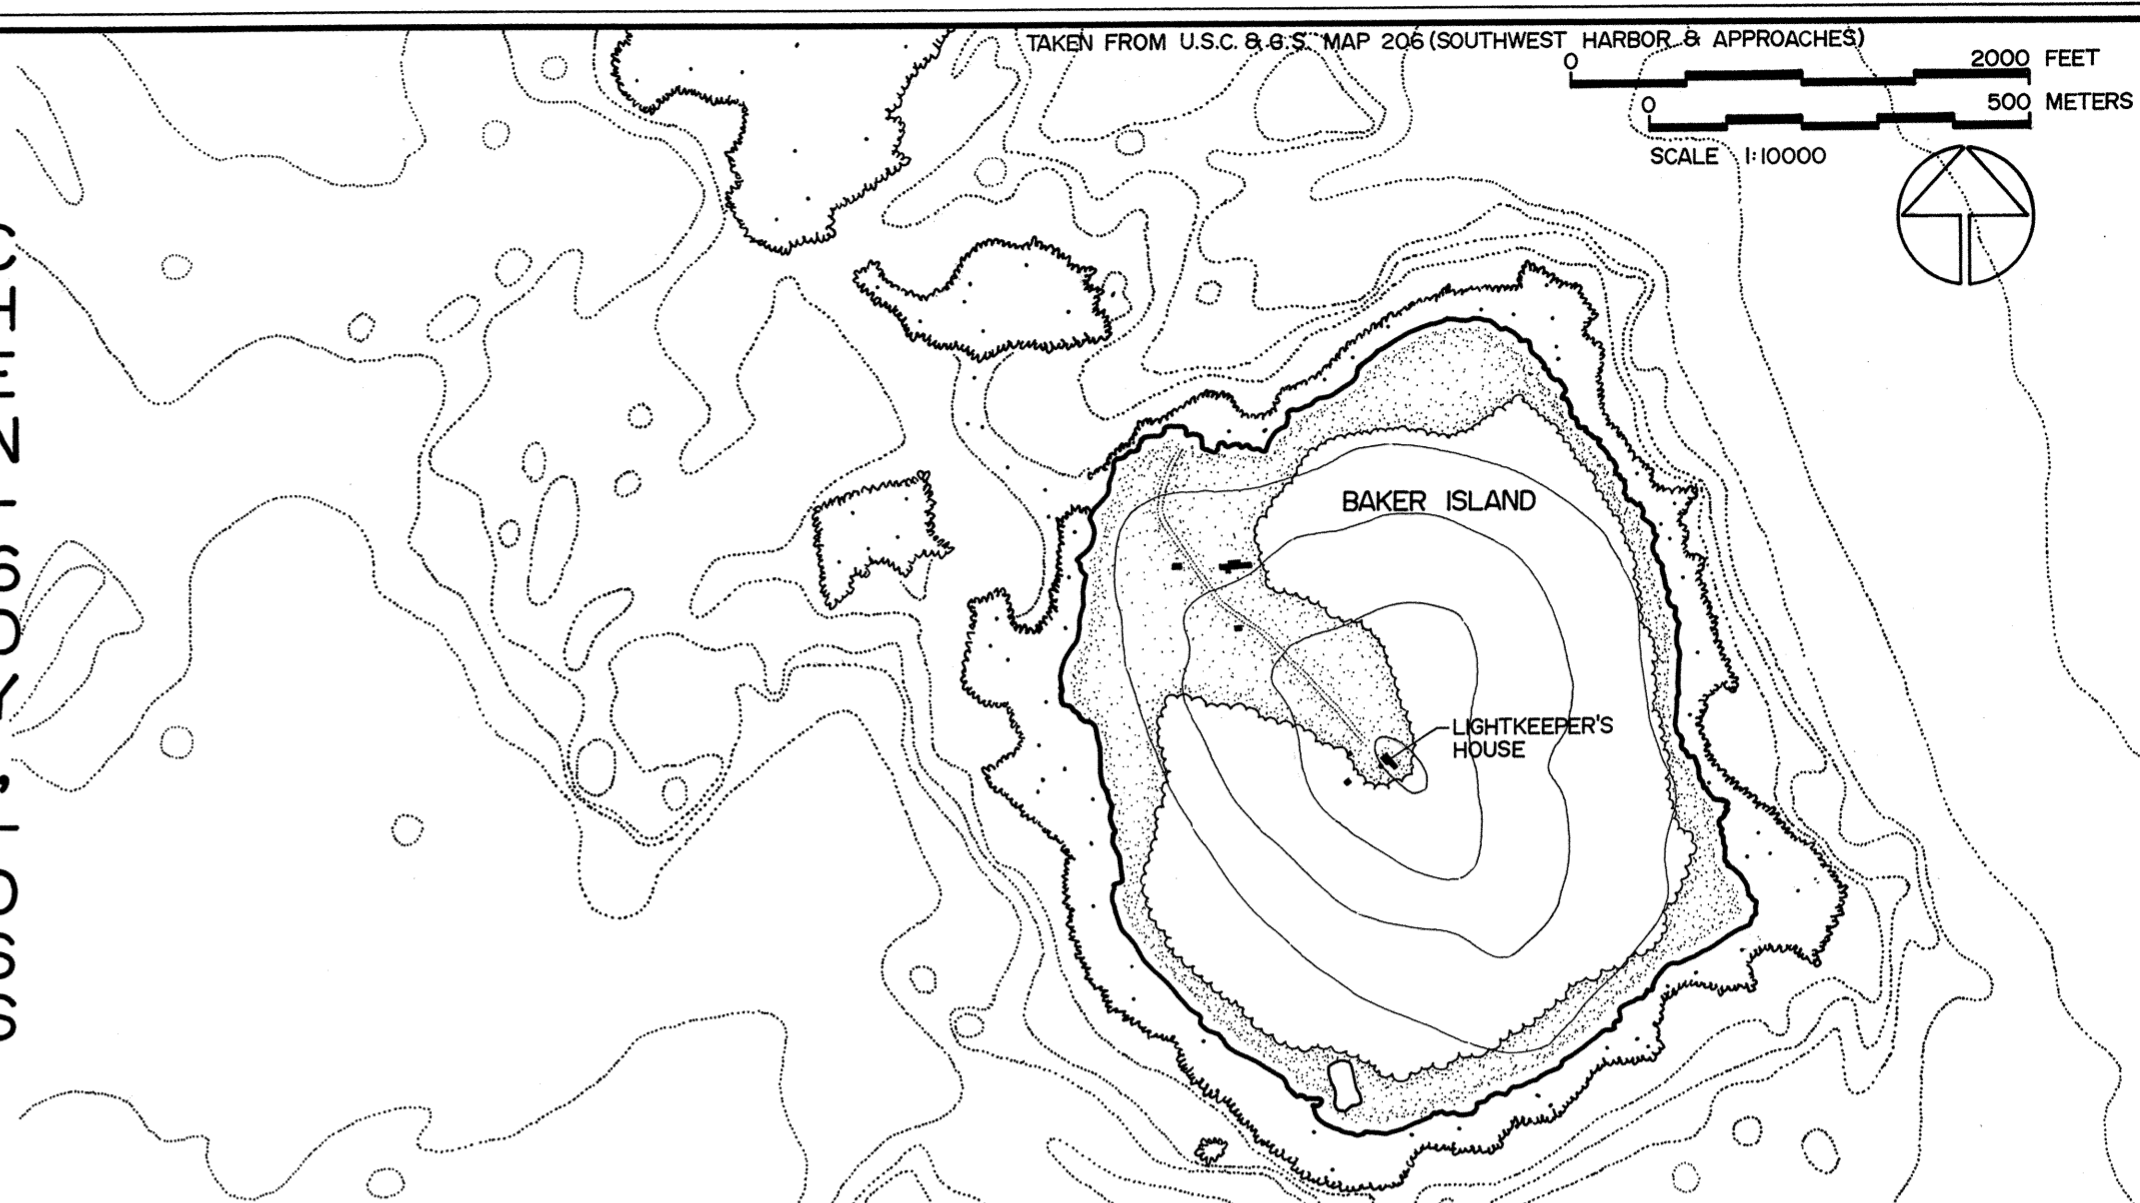 TAKEN FROM U.S.C. & G.S. MAP 206 (SOUTHWEST HARBOR & APPROACHES)
0 2000 FEET
0 500 METERS
SCALE 1:10000
BAKER ISLAND
LIGHTKEEPER'S
HOUSE